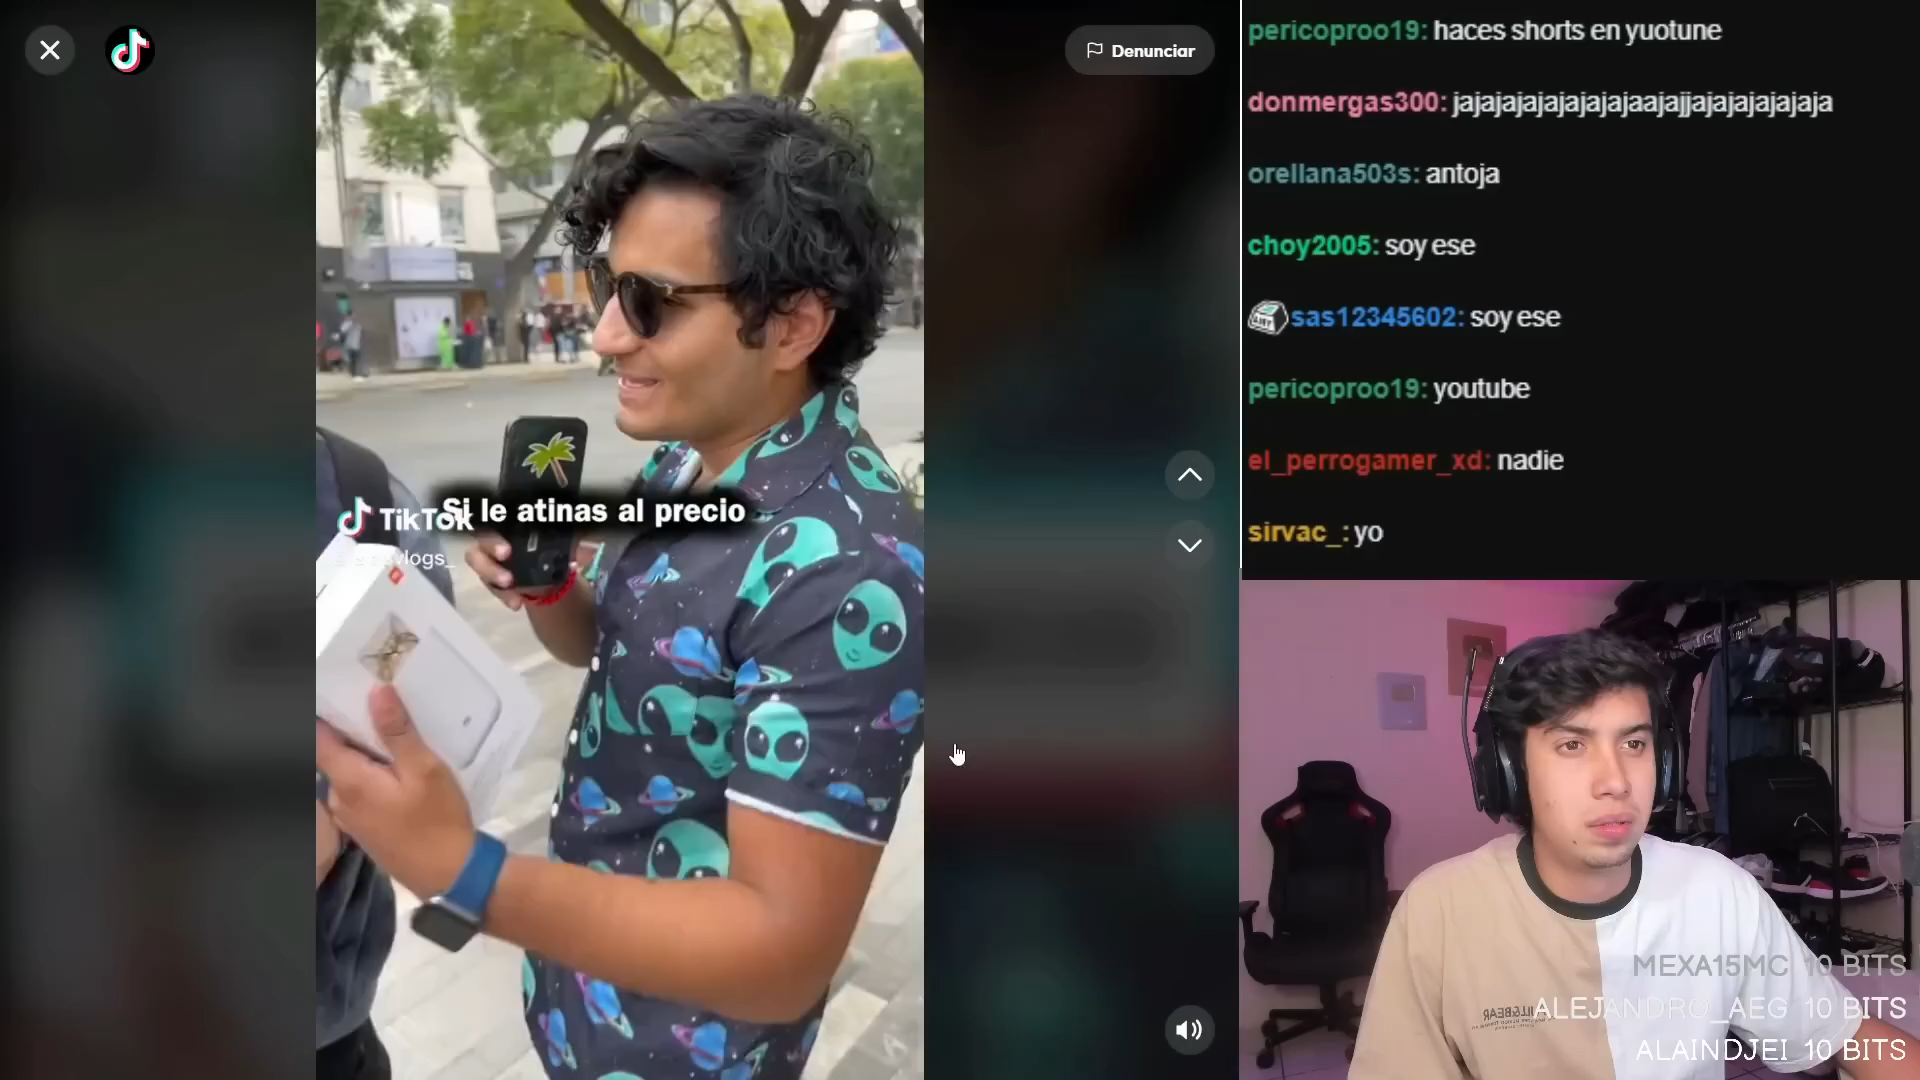 Denunciar
Si le atinas al precio
TikTok
pericoproo19: haces shorts en yuotune
donmergas300: jajajajajajajajajaajajjajajajajajaja
orellana503s: antoja
choy2005: soy ese
sas12345602: soy ese
pericoproo19: youtube
el_perrogamer_xd: nadie
sirvac_: yo
MEXA15MC 10 BITS
ALEJANDRO_AEG 10 BITS
ALAINDJEI 10 BITS